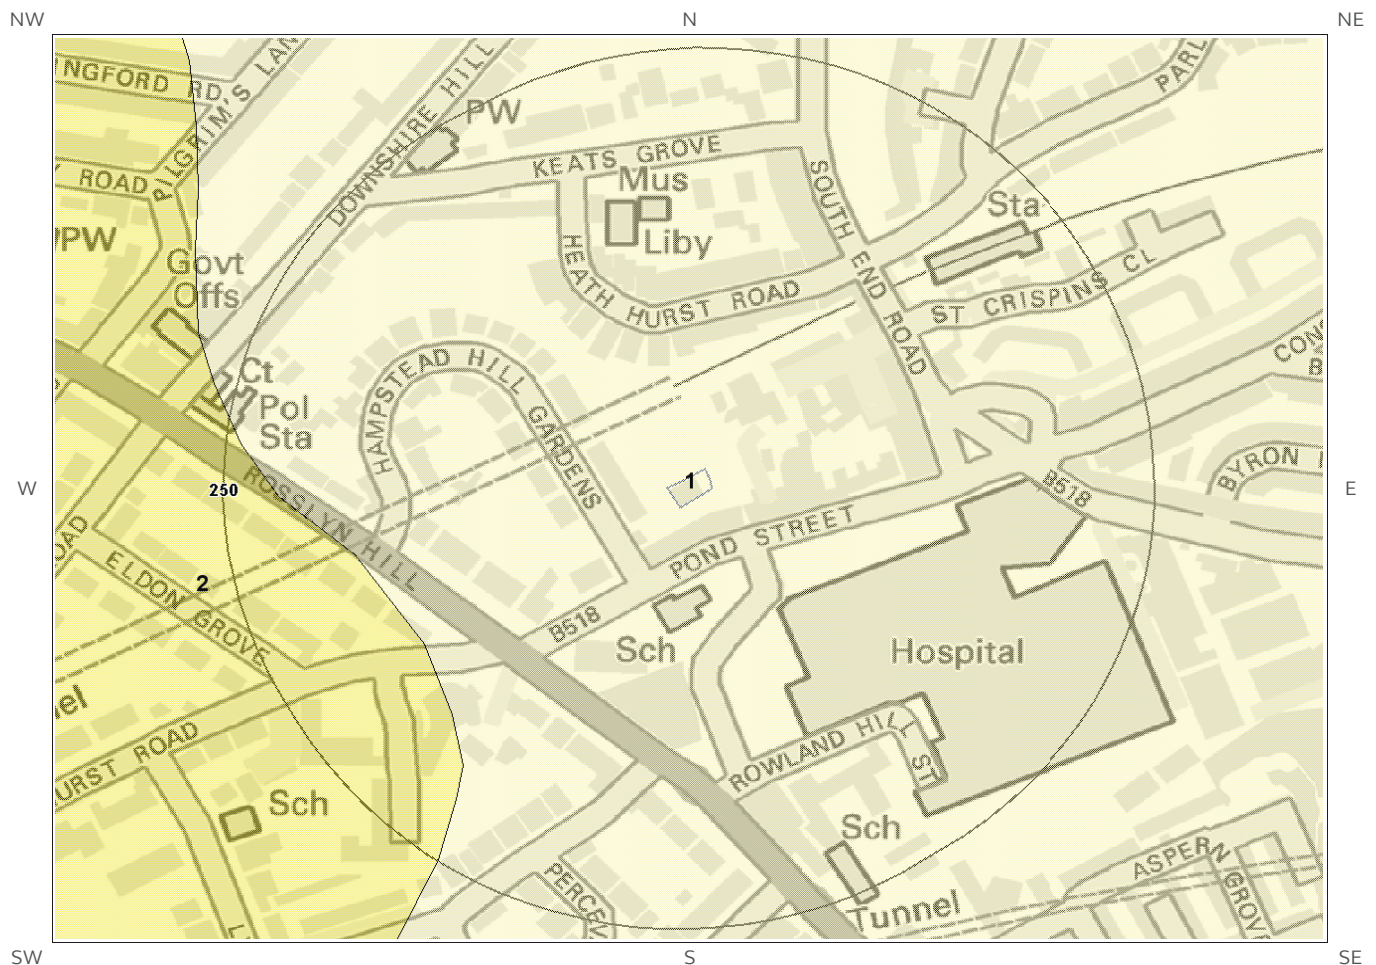 NW
N
NE
NGFORD RD
PILGRIM'S LAN
DOWNSHIRE HILL
PW
KEATS GROVE
PARL
ROAD
Mus
Liby
SOUTH END ROAD
Sta
PW
Govt
Offs
HEATH HURST ROAD
ST CRISPINS CL
CON
B
Ct
Pol
Sta
HAMPSTEAD HILL GARDENS
W
250
1
E
ROSSLYN HILL
B518
BYRON
POND STREET
OAD
ELDON GROVE
2
B518
Sch
Hospital
nel
URST ROAD
ROWLAND HILL ST
Sch
Sch
PERCEV
Tunnel
ASPERN GROV
SW
S
SE